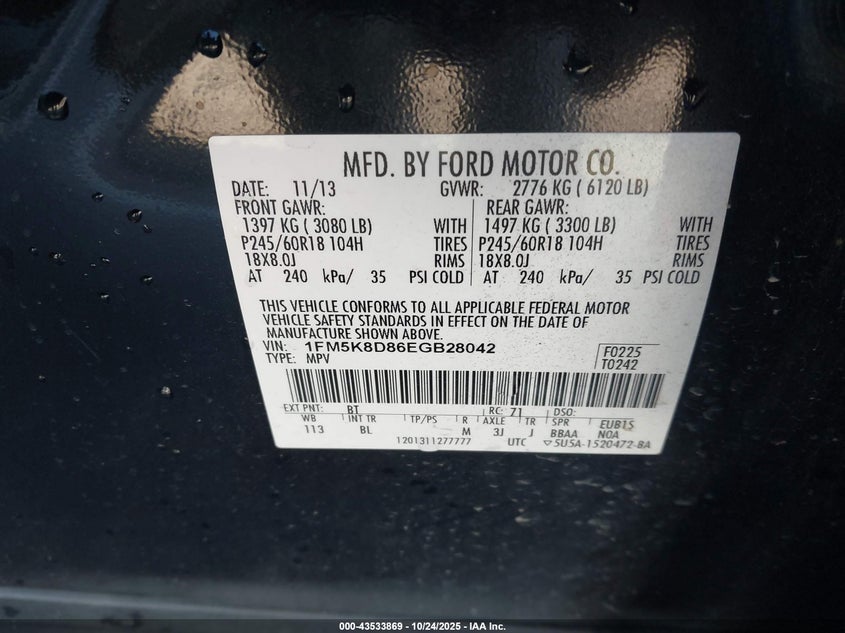 MFD. BY FORD MOTOR CO.
DATE: 11/13 GVWR: 2776 KG ( 6120 LB)
FRONT GAWR: REAR GAWR:
1397 KG ( 3080 LB) WITH 1497 KG ( 3300 LB) WITH
P245/60R18 104H TIRES P245/60R18 104H TIRES
18X8.0J RIMS 18X8.0J RIMS
AT 240 kPa/ 35 PSI COLD AT 240 kPa/ 35 PSI COLD
THIS VEHICLE CONFORMS TO ALL APPLICABLE FEDERAL MOTOR
VEHICLE SAFETY STANDARDS IN EFFECT ON THE DATE OF
MANUFACTURE SHOWN ABOVE.
VIN: 1FM5K8D86EGB28042 F0225
TYPE: MPV T0242
EXT PNT: BT RC: 71 DSO:
WB INT TR TP/PS R AXLE TR SPR EUB1S
113 BL M 3J J BBAA N0A
1201311277777 UTC ▽5U5A-1520472-BA
000-43533869 - 10/24/2025 - IAA Inc.